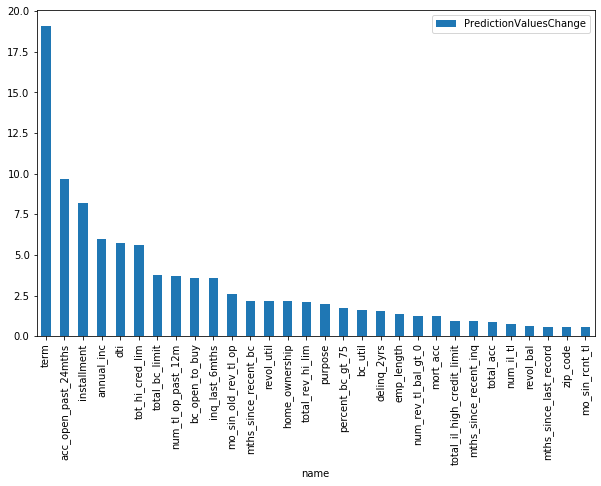 20.0
17.5
15.0
12.5
10.0
7.5
5.0
2.5
0.0
PredictionValuesChange
term
acc_open_past_24mths
installment
annual_inc
dti
tot_hi_cred_lim
total_bc_limit
num_tl_op_past_12m
bc_open_to_buy
inq_last_6mths
mo_sin_old_rev_tl_op
mths_since_recent_bc
revol_util
home_ownership
total_rev_hi_lim
purpose
percent_bc_gt_75
bc_util
delinq_2yrs
emp_length
num_rev_tl_bal_gt_0
mort_acc
total_il_high_credit_limit
mths_since_recent_inq
total_acc
num_il_tl
revol_bal
mths_since_last_record
zip_code
mo_sin_rcnt_tl
name